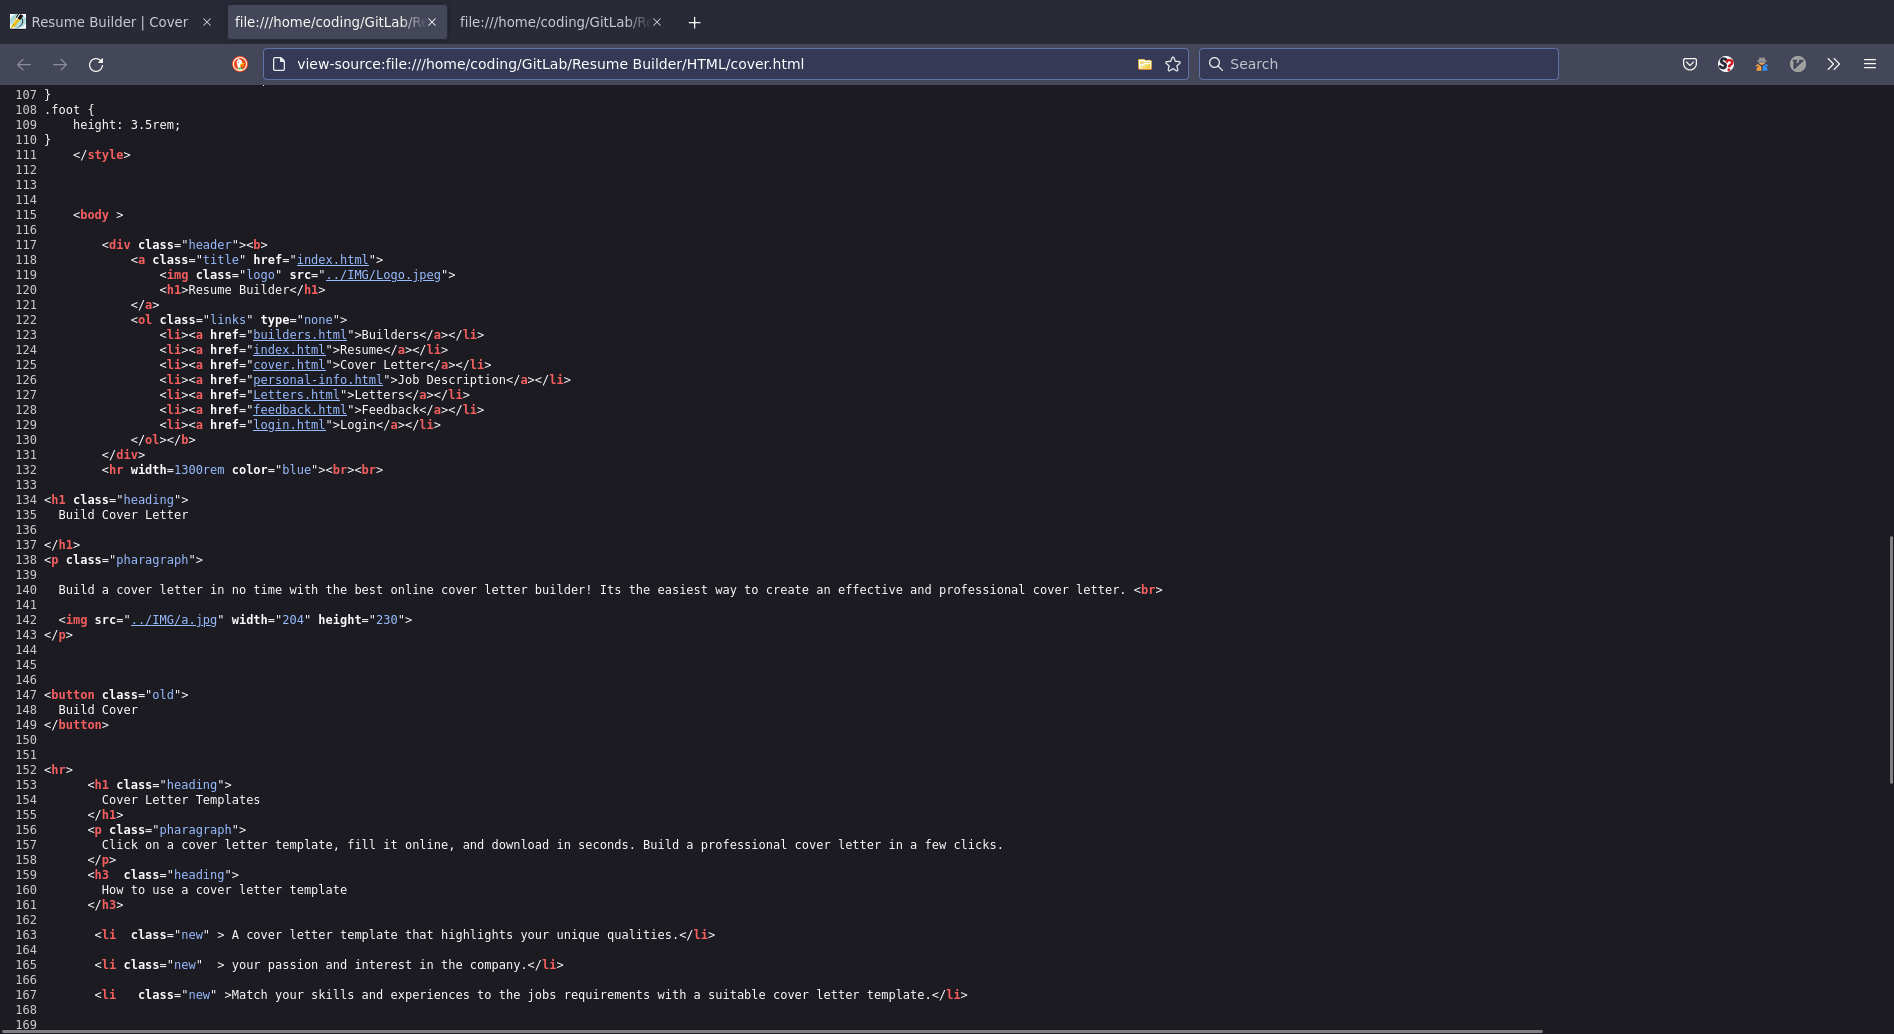 Resume Builder | Cover
file:///home/coding/GitLab/R
file:///home/coding/GitLab/R
view-source:file:///home/coding/GitLab/Resume Builder/HTML/cover.html
Search
107 }
108 .foot {
109     height: 3.5rem;
110 }
111     </style>
112
113
114
115     <body >
116
117         <div class="header"><b>
118             <a class="title" href="index.html">
119                 <img class="logo" src="../IMG/Logo.jpeg">
120                 <h1>Resume Builder</h1>
121             </a>
122             <ol class="links" type="none">
123                 <li><a href="builders.html">Builders</a></li>
124                 <li><a href="index.html">Resume</a></li>
125                 <li><a href="cover.html">Cover Letter</a></li>
126                 <li><a href="personal-info.html">Job Description</a></li>
127                 <li><a href="Letters.html">Letters</a></li>
128                 <li><a href="feedback.html">Feedback</a></li>
129                 <li><a href="login.html">Login</a></li>
130             </ol></b>
131         </div>
132         <hr width=1300rem color="blue"><br><br>
133
134 <h1 class="heading">
135   Build Cover Letter
136
137 </h1>
138 <p class="pharagraph">
139
140   Build a cover letter in no time with the best online cover letter builder! Its the easiest way to create an effective and professional cover letter. <br>
141
142   <img src="../IMG/a.jpg" width="204" height="230">
143 </p>
144
145
146
147 <button class="old">
148   Build Cover
149 </button>
150
151
152 <hr>
153       <h1 class="heading">
154         Cover Letter Templates
155       </h1>
156       <p class="pharagraph">
157         Click on a cover letter template, fill it online, and download in seconds. Build a professional cover letter in a few clicks.
158       </p>
159       <h3  class="heading">
160         How to use a cover letter template
161       </h3>
162
163        <li  class="new" > A cover letter template that highlights your unique qualities.</li>
164
165        <li class="new"  > your passion and interest in the company.</li>
166
167        <li   class="new" >Match your skills and experiences to the jobs requirements with a suitable cover letter template.</li>
168
169